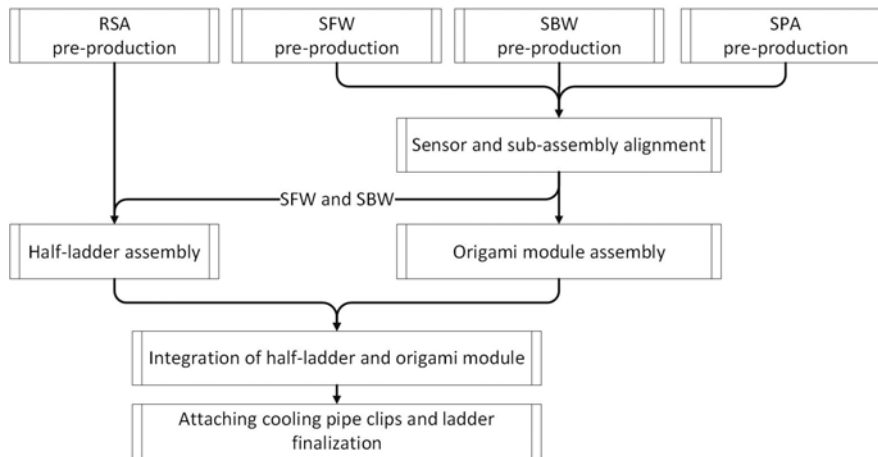 RSA
pre-production
SFW
pre-production
SBW
pre-production
SPA
pre-production
Sensor and sub-assembly alignment
SFW and SBW
Half-ladder assembly
Origami module assembly
Integration of half-ladder and origami module
Attaching cooling pipe clips and ladder
finalization